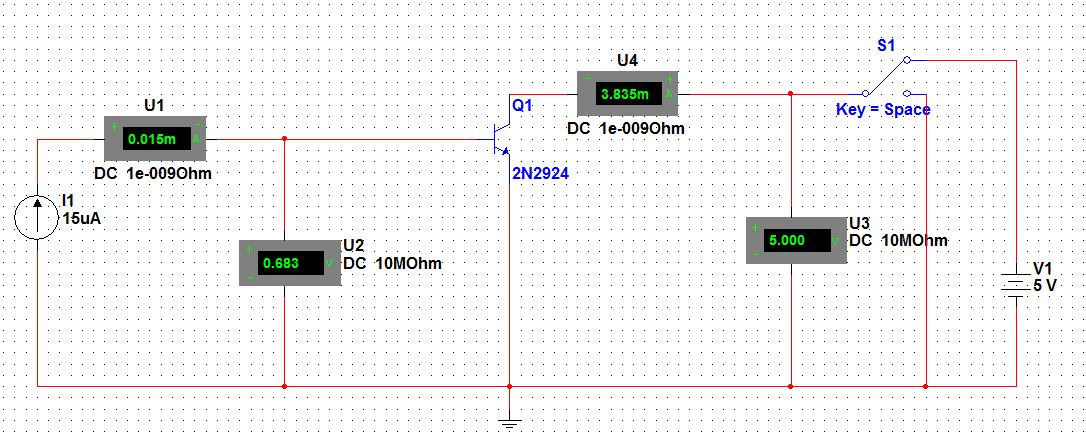 S1
U4
- +
3.835m A
Q1
DC 1e-009Ohm
Key = Space
U1
+ -
0.015m A
DC 1e-009Ohm
2N2924
I1
15uA
U2
+
0.683 V
-
DC 10MOhm
U3
+
5.000 V
-
DC 10MOhm
V1
5 V